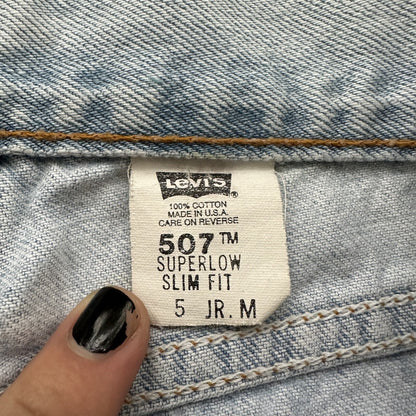 Levi's®
100% COTTON
MADE IN U.S.A.
CARE ON REVERSE
507™
SUPERLOW
SLIM FIT
5 JR. M